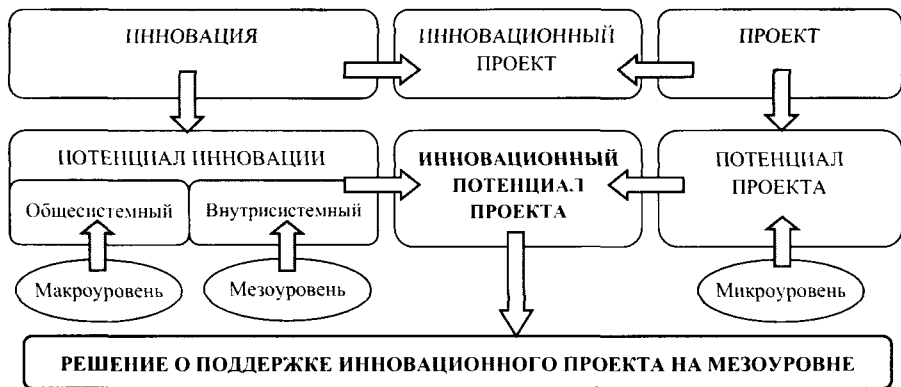 ИННОВАЦИЯ
ИННОВАЦИОННЫЙ
ПРОЕКТ
ПРОЕКТ
ПОТЕНЦИАЛ ИННОВАЦИИ
Общесистемный
Внутрисистемный
ИННОВАЦИОННЫЙ
ПОТЕНЦИАЛ
ПРОЕКТА
ПОТЕНЦИАЛ
ПРОЕКТА
Макроуровень
Мезоуровень
Микроуровень
РЕШЕНИЕ О ПОДДЕРЖКЕ ИННОВАЦИОННОГО ПРОЕКТА НА МЕЗОУРОВНЕ